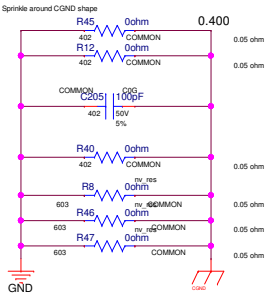 Sprinkle around CGND shape
R45 0ohm 0.400
402 COMMON 0.05 ohm
R12 0ohm
402 COMMON 0.05 ohm
COMMON C0G
C205 100pF
402 50V COMMON
5%
R40 0ohm
402 COMMON 0.05 ohm
nv_res
R8 0ohm
603 COMMON 0.05 ohm
nv_res
R46 0ohm
603 COMMON 0.05 ohm
nv_res
R47 0ohm
603 COMMON 0.05 ohm
GND CGND